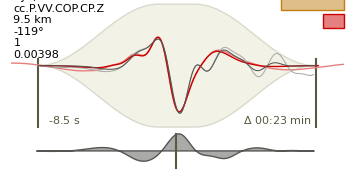 cc.P.VV.COP.CP.Z
9.5 km
-119°
1
0.00398
-8.5 s
Δ 00:23 min